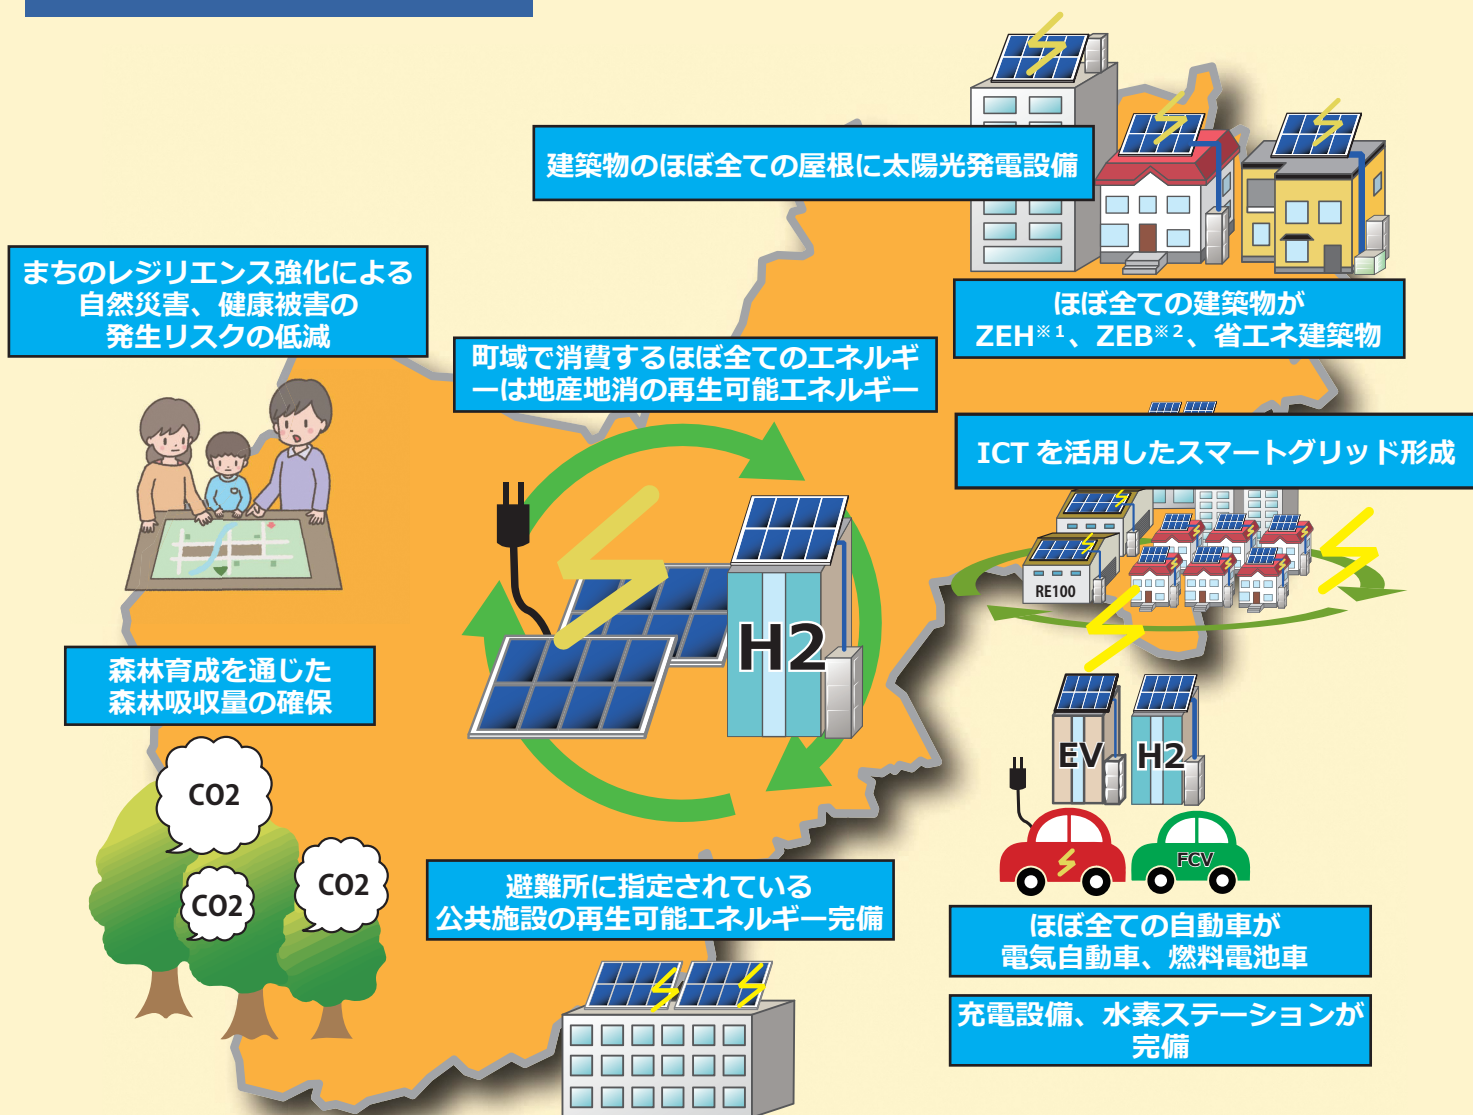 建築物のほぼ全ての屋根に太陽光発電設備
まちのレジリエンス強化による
自然災害、健康被害の
発生リスクの低減
ほぼ全ての建築物が
ZEH※1、ZEB※2、省エネ建築物
町域で消費するほぼ全てのエネルギ
ーは地産地消の再生可能エネルギー
ICT を活用したスマートグリッド形成
RE100
H2
森林育成を通じた
森林吸収量の確保
EV
H2
CO2
CO2
CO2
FCV
避難所に指定されている
公共施設の再生可能エネルギー完備
ほぼ全ての自動車が
電気自動車、燃料電池車
充電設備、水素ステーションが
完備